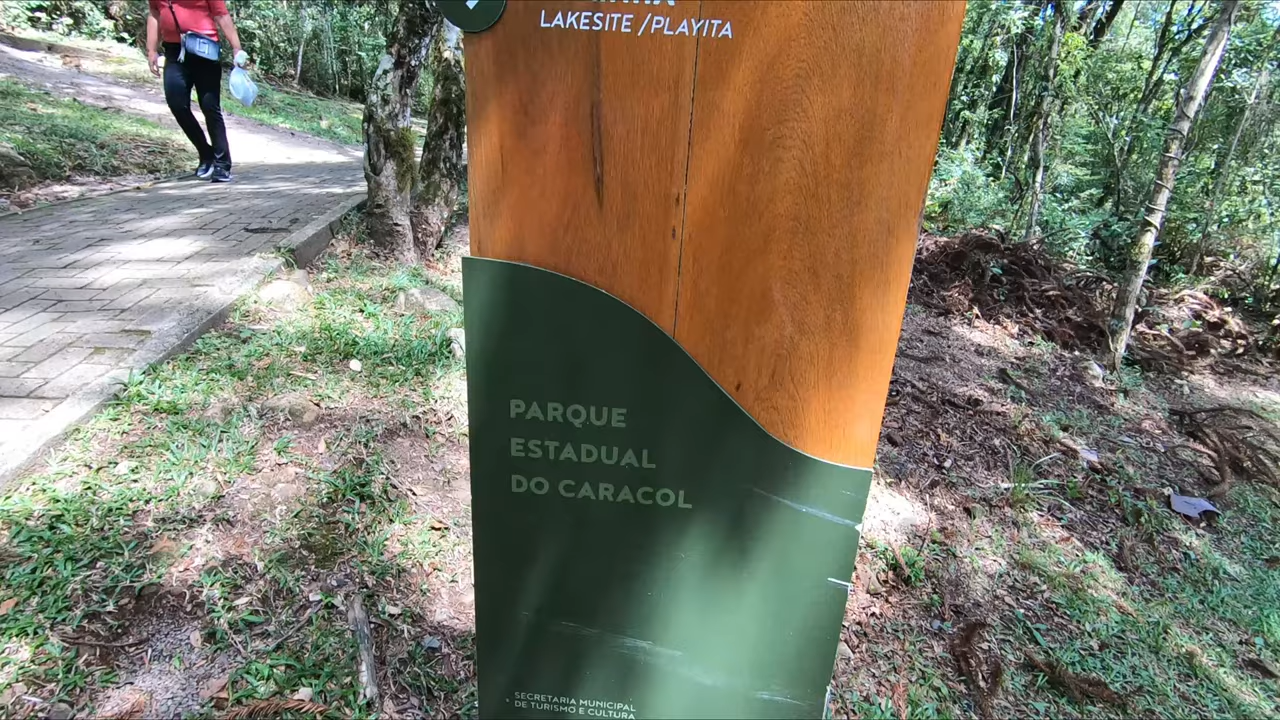 LAKESITE / PLAYITA
PARQUE
ESTADUAL
DO CARACOL
SECRETARIA MUNICIPAL
DE TURISMO E CULTURA